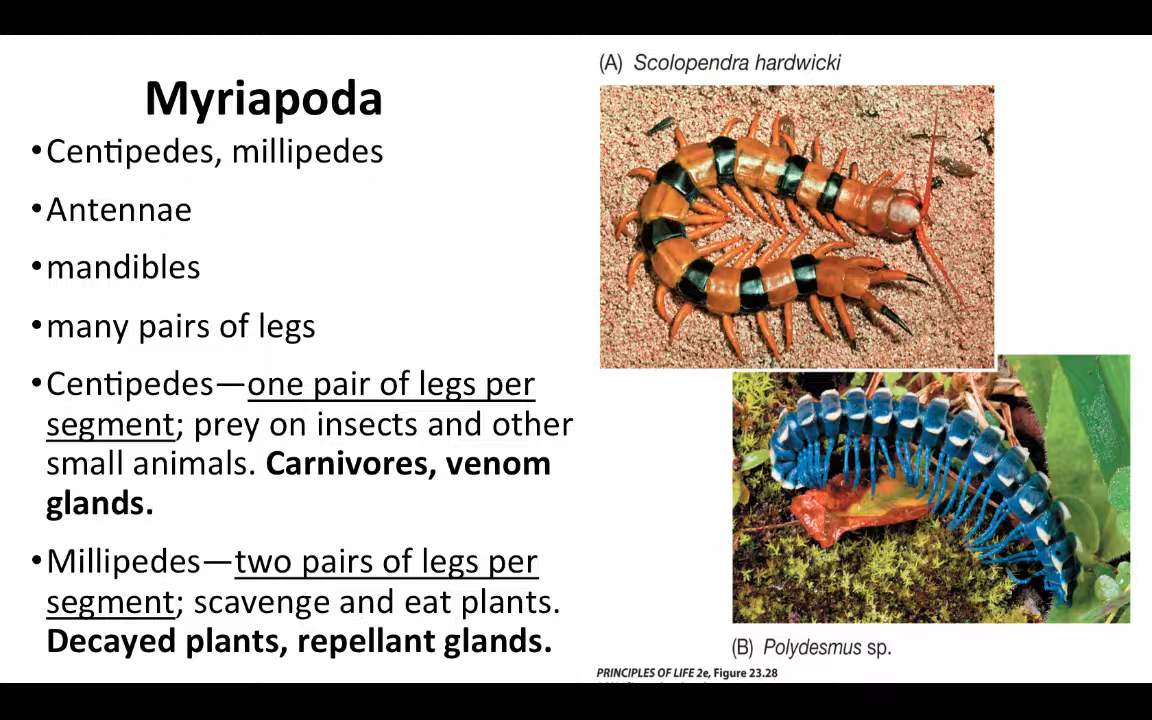 Myriapoda
•Centipedes, millipedes
•Antennae
•mandibles
•many pairs of legs
•Centipedes—one pair of legs per
segment; prey on insects and other
small animals. Carnivores, venom
glands.
•Millipedes—two pairs of legs per
segment; scavenge and eat plants.
Decayed plants, repellant glands.
(A) Scolopendra hardwicki
(B) Polydesmus sp.
PRINCIPLES OF LIFE 2e, Figure 23.28